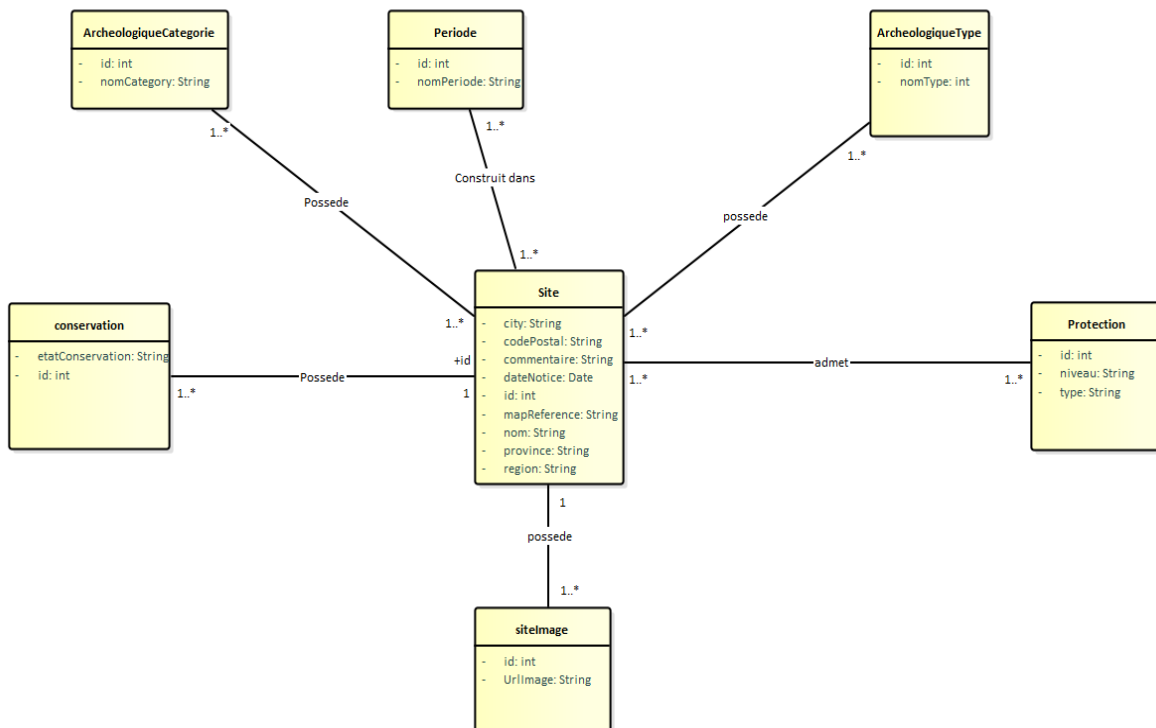 ArcheologiqueCategorie
- id: int
- nomCategory: String
Periode
- id: int
- nomPeriode: String
ArcheologiqueType
- id: int
- nomType: int
1..*
1..*
1..*
Construit dans
Possede
possede
1..*
1..*
1..*
Site
- city: String
- codePostal: String
- commentaire: String
- dateNotice: Date
- id: int
- mapReference: String
- nom: String
- province: String
- region: String
conservation
- etatConservation: String
- id: int
1..*
Possede
+id
1
Protection
- id: int
- niveau: String
- type: String
1..*
admet
1..*
1
possede
1..*
siteImage
- id: int
- UrlImage: String